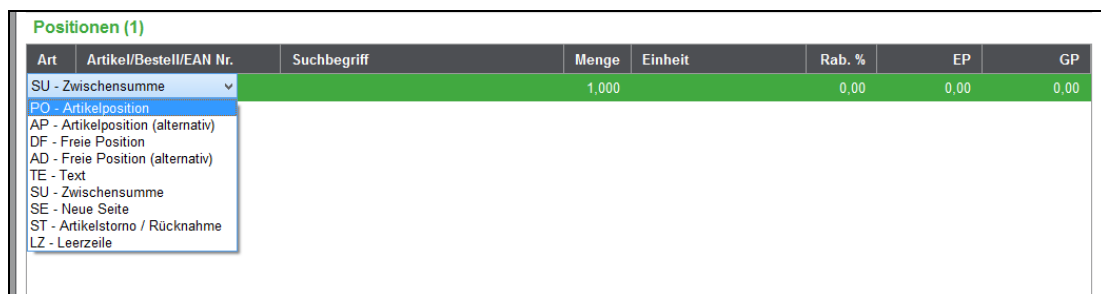 Positionen (1)
Art Artikel/Bestell/EAN Nr. Suchbegriff Menge Einheit Rab. % EP GP
SU - Zwischensumme 1,000 0,00 0,00 0,00
PO - Artikelposition
AP - Artikelposition (alternativ)
DF - Freie Position
AD - Freie Position (alternativ)
TE - Text
SU - Zwischensumme
SE - Neue Seite
ST - Artikelstorno / Rücknahme
LZ - Leerzeile